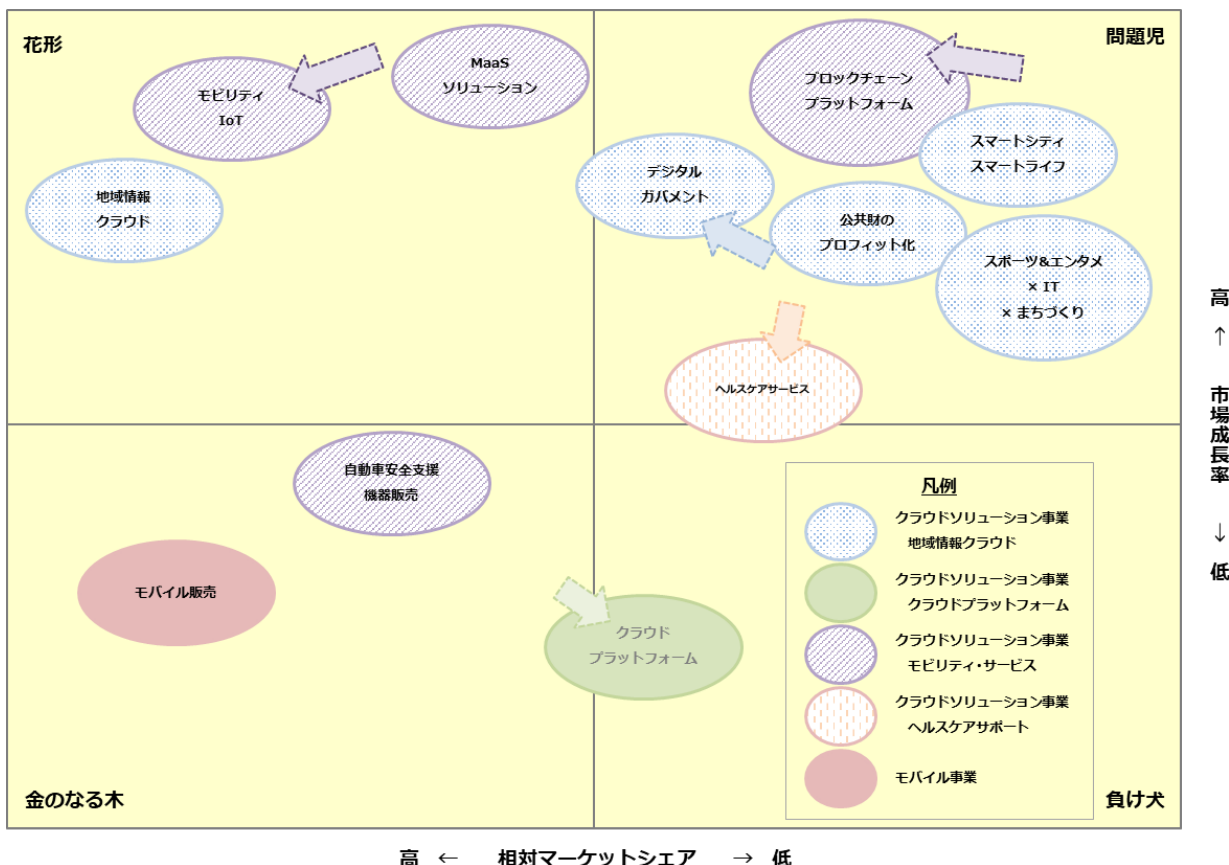 花形
問題児
MaaS
ソリューション
モビリティ
IoT
ブロックチェーン
プラットフォーム
スマートシティ
スマートライフ
デジタル
ガバメント
地域情報
クラウド
公共財の
プロフィット化
スポーツ&エンタメ
× IT
× まちづくり
ヘルスケアサービス
高
↑
市場成長率
↓
低
自動車安全支援
機器販売
モバイル販売
クラウド
プラットフォーム
凡例
クラウドソリューション事業
地域情報クラウド
クラウドソリューション事業
クラウドプラットフォーム
クラウドソリューション事業
モビリティ・サービス
クラウドソリューション事業
ヘルスケアサポート
モバイル事業
金のなる木
負け犬
高 ← 相対マーケットシェア → 低